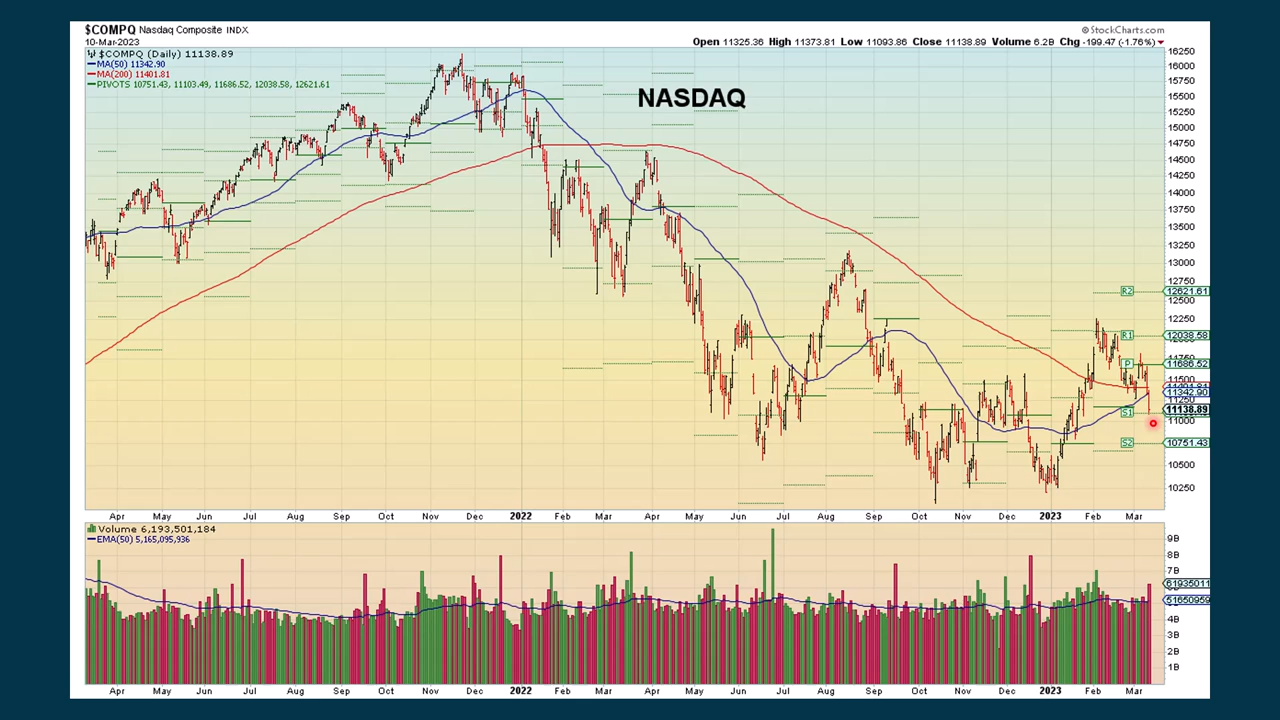 $COMPQ Nasdaq Composite INDX
© StockCharts.com
10-Mar-2023
Open 11325.36 High 11373.81 Low 11093.86 Close 11138.89 Volume 6.2B Chg -199.47 (-1.76%)
$COMPQ (Daily) 11138.89
MA(50) 11342.90
MA(200) 11401.81
PIVOTS 10751.43, 11103.49, 11686.52, 12038.58, 12621.61
NASDAQ
16250
16000
15750
15500
15250
15000
14750
14500
14250
14000
13750
13500
13250
13000
12750
R2 12621.61
12500
12250
R1 12038.58
12000
P 11686.52
11500
11342.90
11250
11138.89
S1
11000
S2 10751.43
10500
10250
Apr May Jun Jul Aug Sep Oct Nov Dec 2022 Feb Mar Apr May Jun Jul Aug Sep Oct Nov Dec 2023 Feb Mar
Volume 6,193,501,184
EMA(50) 5,165,095,936
9B
8B
7B
61935011
51650959
4B
3B
2B
1B
Apr May Jun Jul Aug Sep Oct Nov Dec 2022 Feb Mar Apr May Jun Jul Aug Sep Oct Nov Dec 2023 Feb Mar